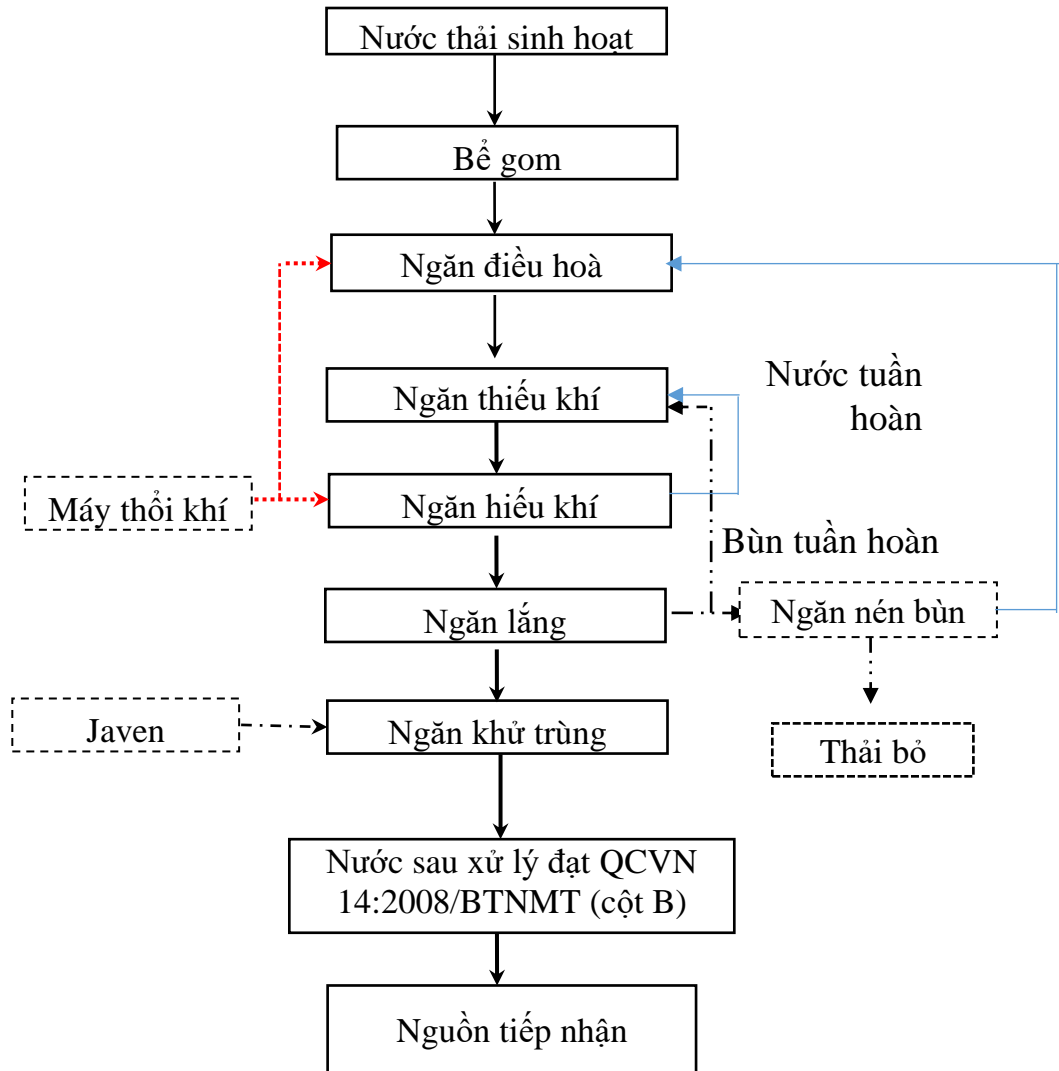 Nước thải sinh hoạt
Bể gom
Ngăn điều hoà
Nước tuần
hoàn
Ngăn thiếu khí
Máy thổi khí
Ngăn hiếu khí
Bùn tuần hoàn
Ngăn lắng
Ngăn nén bùn
Javen
Ngăn khử trùng
Thải bỏ
Nước sau xử lý đạt QCVN
14:2008/BTNMT (cột B)
Nguồn tiếp nhận